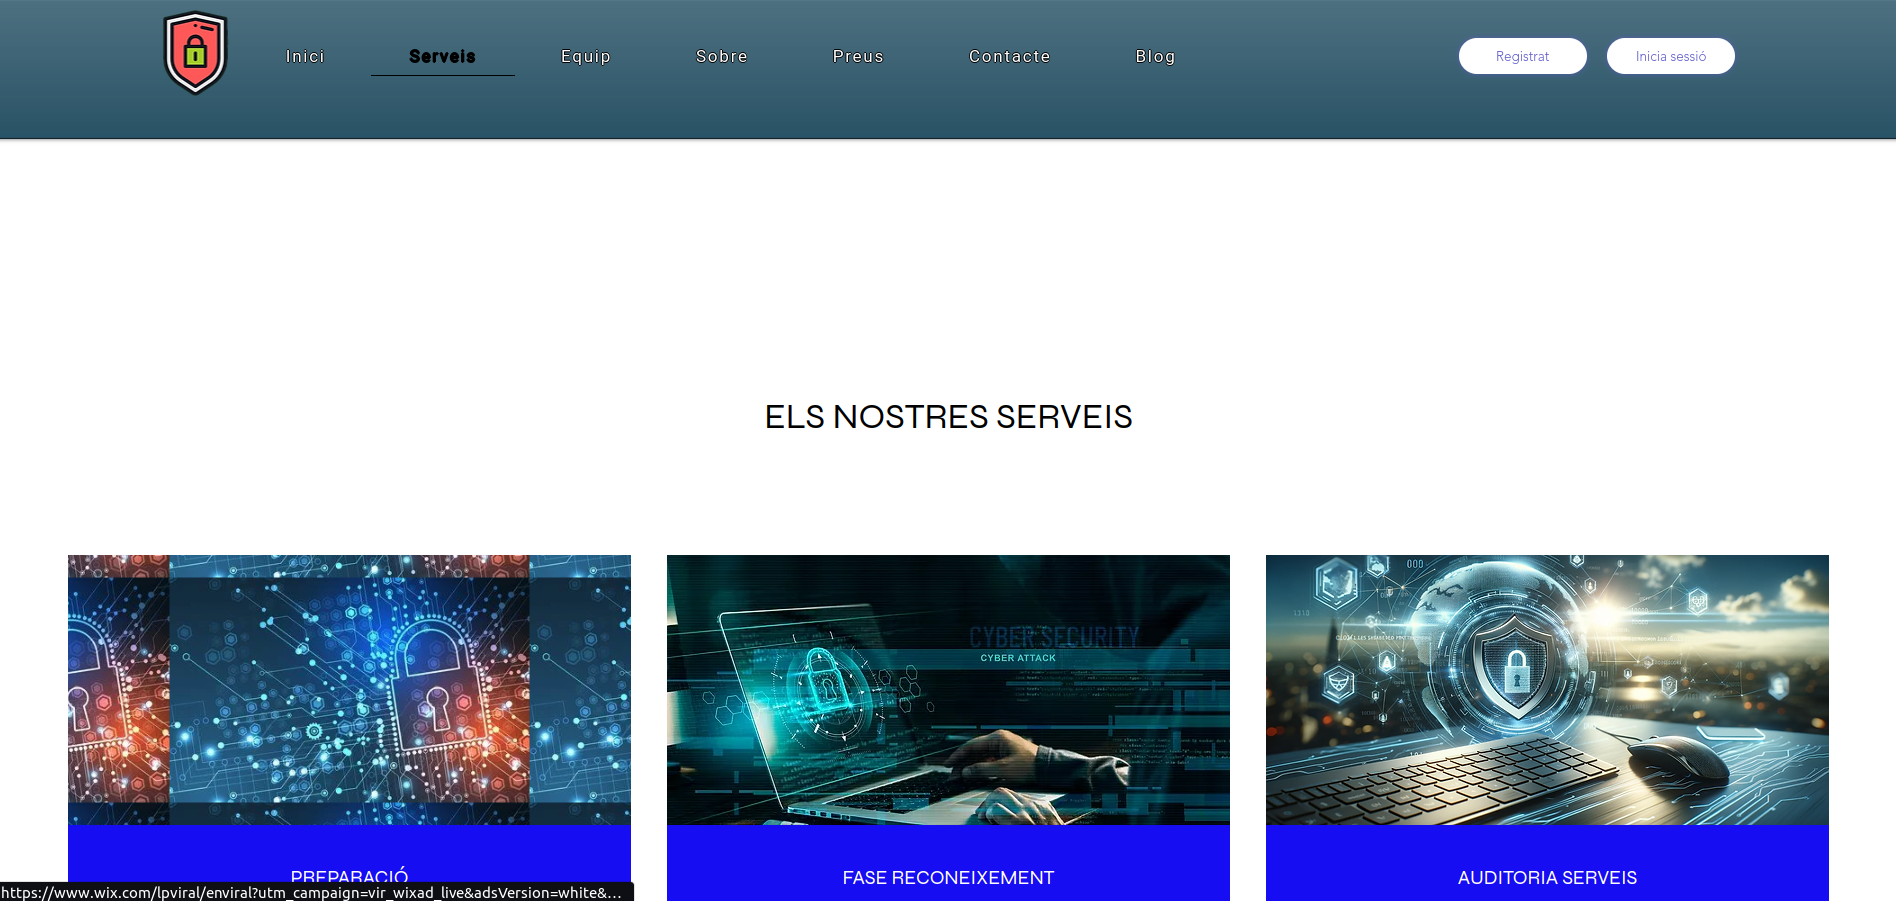 Inici Serveis Equip Sobre Preus Contacte Blog Registrat Inicia sessió
ELS NOSTRES SERVEIS
000
CYBER SECURITY
CYBER ATTACK
PREPARACIÓ FASE RECONEIXEMENT AUDITORIA SERVEIS
https://www.wix.com/lpviral/enviral?utm_campaign=vir_wixad_live&adsVersion=white&...